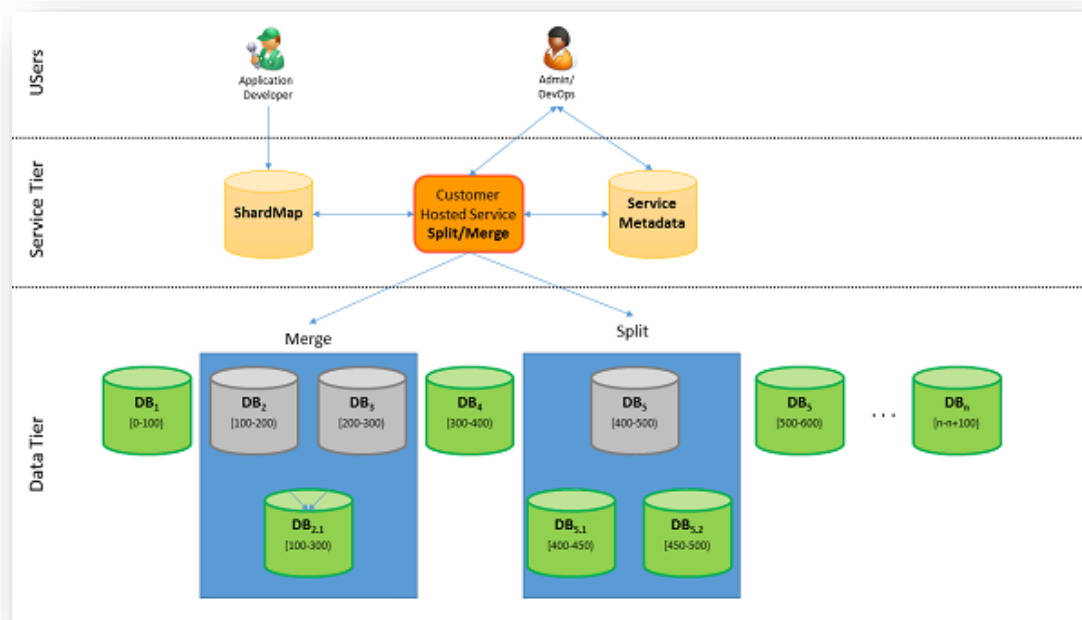 USers
Application
Developer
Admin/
DevOps
Service Tier
ShardMap
Customer
Hosted Service
Split/Merge
Service
Metadata
Data Tier
Merge
Split
DB1
[0-100)
DB2
[100-200)
DB3
[200-300)
DB4
[300-400)
DB5
[400-500)
DB5
[500-600)
. . .
DBn
[n-n+100)
DB2.1
[100-300)
DB5.1
[400-450)
DB5.2
[450-500)